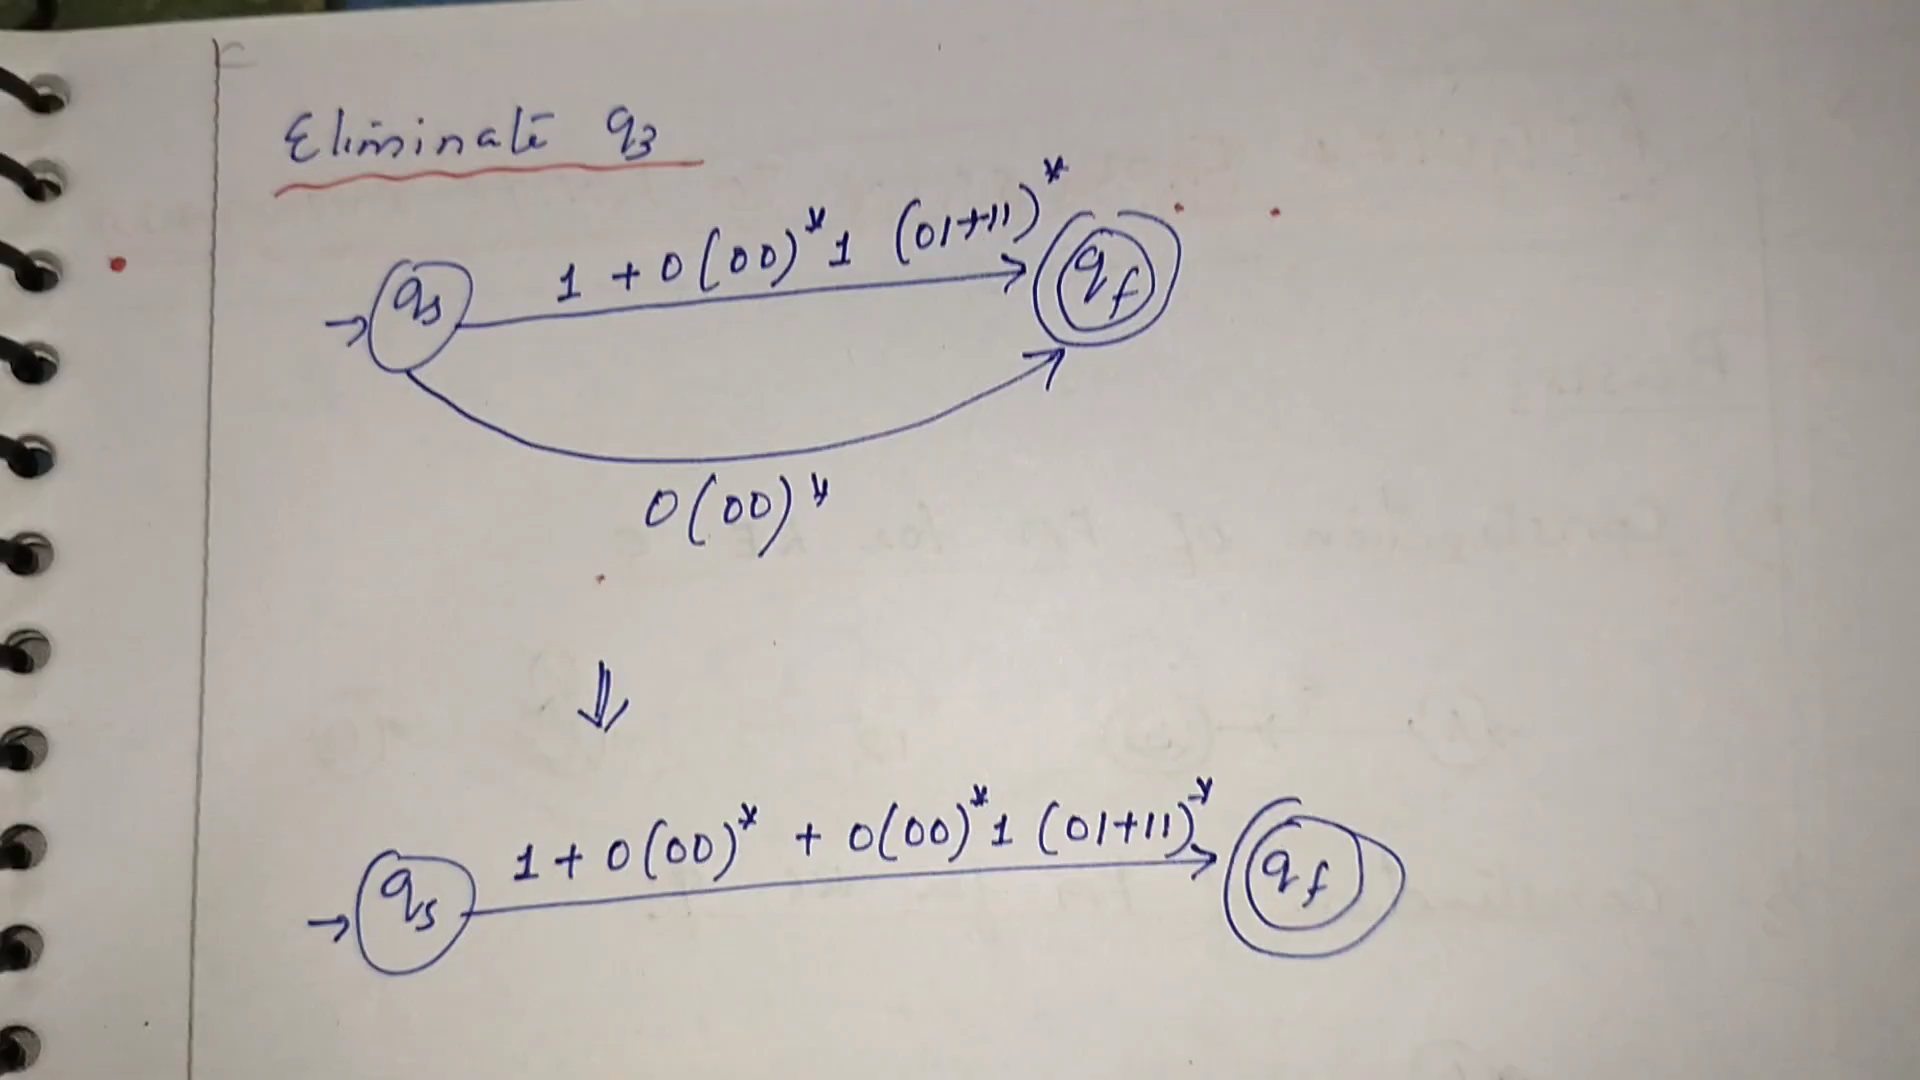 Eliminate q3
1 + 0(00)*1 (01+11)*
→ qs qf
0(00)*
⇓
1 + 0(00)* + 0(00)*1 (01+11)*
→ qs qf